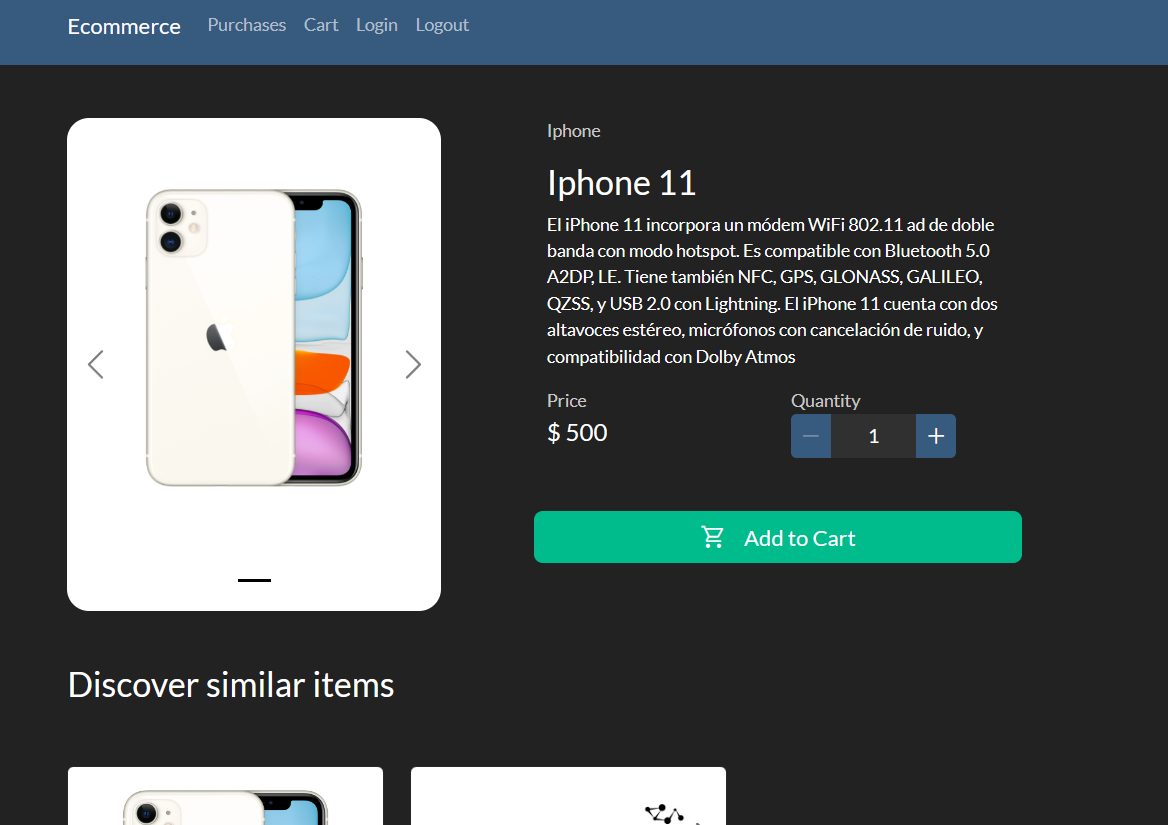 Ecommerce Purchases Cart Login Logout
Iphone
Iphone 11
El iPhone 11 incorpora un módem WiFi 802.11 ad de doble
banda con modo hotspot. Es compatible con Bluetooth 5.0
A2DP, LE. Tiene también NFC, GPS, GLONASS, GALILEO,
QZSS, y USB 2.0 con Lightning. El iPhone 11 cuenta con dos
altavoces estéreo, micrófonos con cancelación de ruido, y
compatibilidad con Dolby Atmos
Price
$ 500
Quantity
1
Add to Cart
Discover similar items